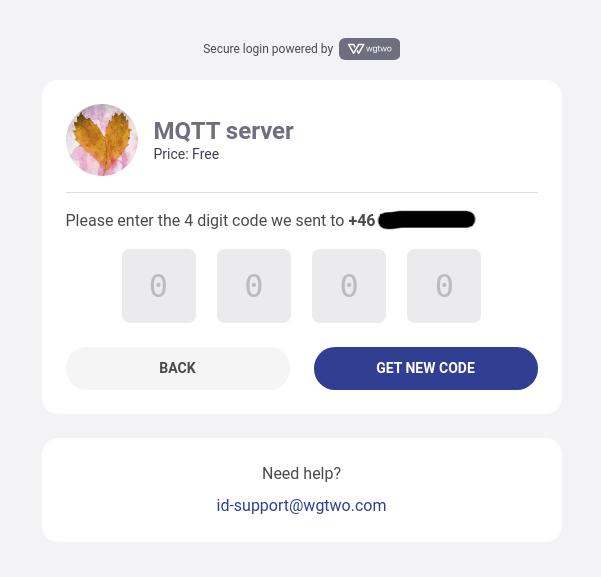 Secure login powered by wgtwo
MQTT server
Price: Free
Please enter the 4 digit code we sent to +46
0 0 0 0
BACK GET NEW CODE
Need help?
id-support@wgtwo.com